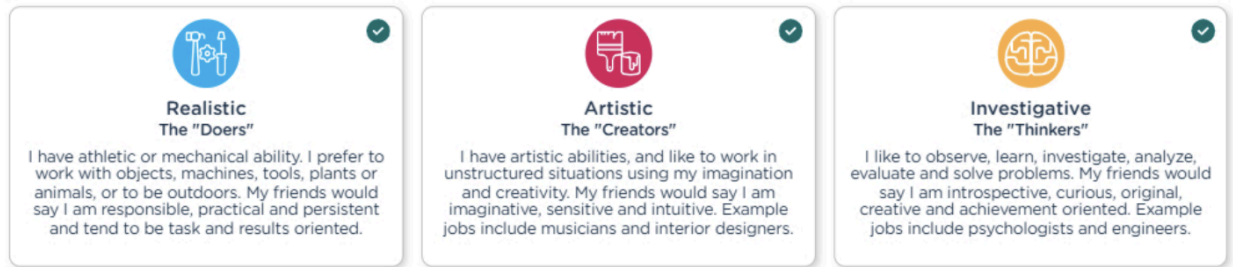 Realistic
The "Doers"
I have athletic or mechanical ability. I prefer to
work with objects, machines, tools, plants or
animals, or to be outdoors. My friends would
say I am responsible, practical and persistent
and tend to be task and results oriented.
Artistic
The "Creators"
I have artistic abilities, and like to work in
unstructured situations using my imagination
and creativity. My friends would say I am
imaginative, sensitive and intuitive. Example
jobs include musicians and interior designers.
Investigative
The "Thinkers"
I like to observe, learn, investigate, analyze,
evaluate and solve problems. My friends would
say I am introspective, curious, original,
creative and achievement oriented. Example
jobs include psychologists and engineers.